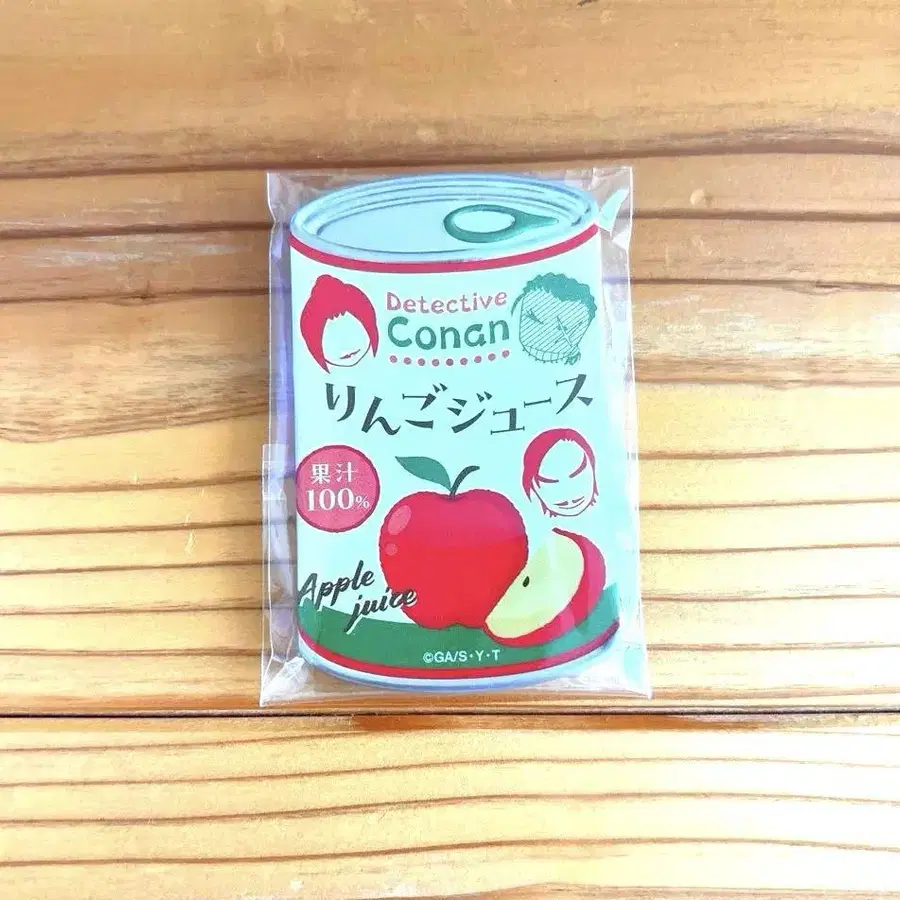 Detective
Conan
りんごジュース
果汁
100%
Apple
juice
©GA/S・Y・T